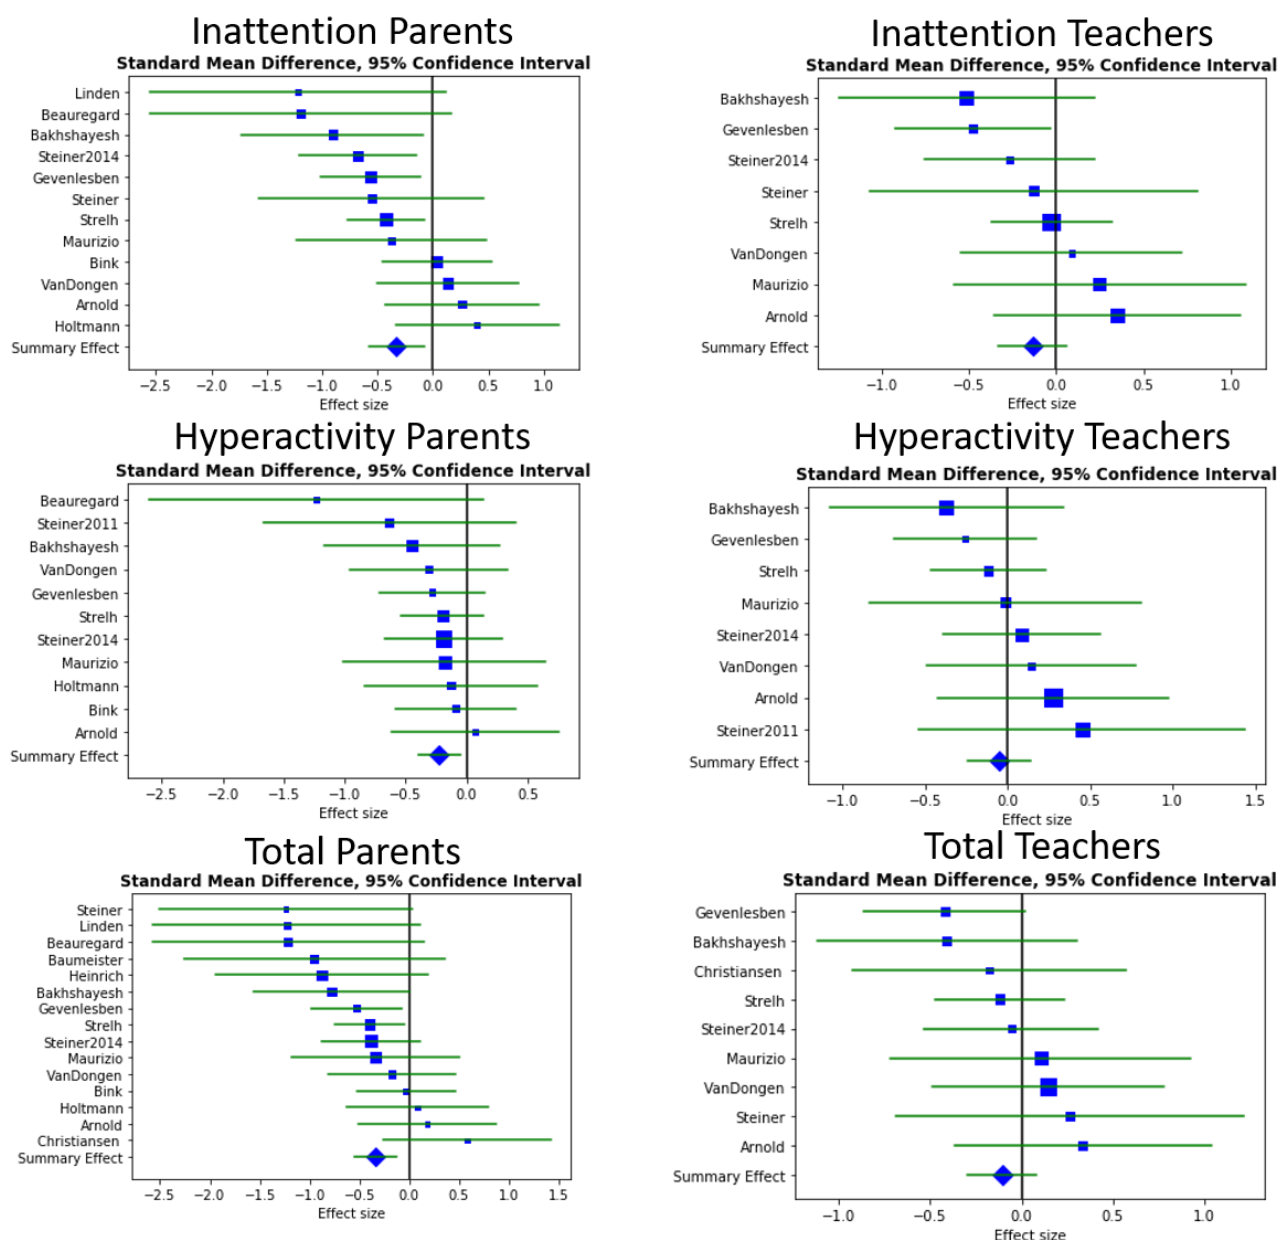 Inattention Parents
Standard Mean Difference, 95% Confidence Interval
Linden
Beauregard
Bakhshayesh
Steiner2014
Gevenlesben
Steiner
Strelh
Maurizio
Bink
VanDongen
Arnold
Holtmann
Summary Effect
−2.5 −2.0 −1.5 −1.0 −0.5 0.0 0.5 1.0
Effect size
Inattention Teachers
Standard Mean Difference, 95% Confidence Interval
Bakhshayesh
Gevenlesben
Steiner2014
Steiner
Strelh
VanDongen
Maurizio
Arnold
Summary Effect
−1.0 −0.5 0.0 0.5 1.0
Effect size
Hyperactivity Parents
Standard Mean Difference, 95% Confidence Interval
Beauregard
Steiner2011
Bakhshayesh
VanDongen
Gevenlesben
Strelh
Steiner2014
Maurizio
Holtmann
Bink
Arnold
Summary Effect
−2.5 −2.0 −1.5 −1.0 −0.5 0.0 0.5
Effect size
Hyperactivity Teachers
Standard Mean Difference, 95% Confidence Interval
Bakhshayesh
Gevenlesben
Strelh
Maurizio
Steiner2014
VanDongen
Arnold
Steiner2011
Summary Effect
−1.0 −0.5 0.0 0.5 1.0 1.5
Effect size
Total Parents
Standard Mean Difference, 95% Confidence Interval
Steiner
Linden
Beauregard
Baumeister
Heinrich
Bakhshayesh
Gevenlesben
Strelh
Steiner2014
Maurizio
VanDongen
Bink
Holtmann
Arnold
Christiansen
Summary Effect
−2.5 −2.0 −1.5 −1.0 −0.5 0.0 0.5 1.0 1.5
Effect size
Total Teachers
Standard Mean Difference, 95% Confidence Interval
Gevenlesben
Bakhshayesh
Christiansen
Strelh
Steiner2014
Maurizio
VanDongen
Steiner
Arnold
Summary Effect
−1.0 −0.5 0.0 0.5 1.0
Effect size